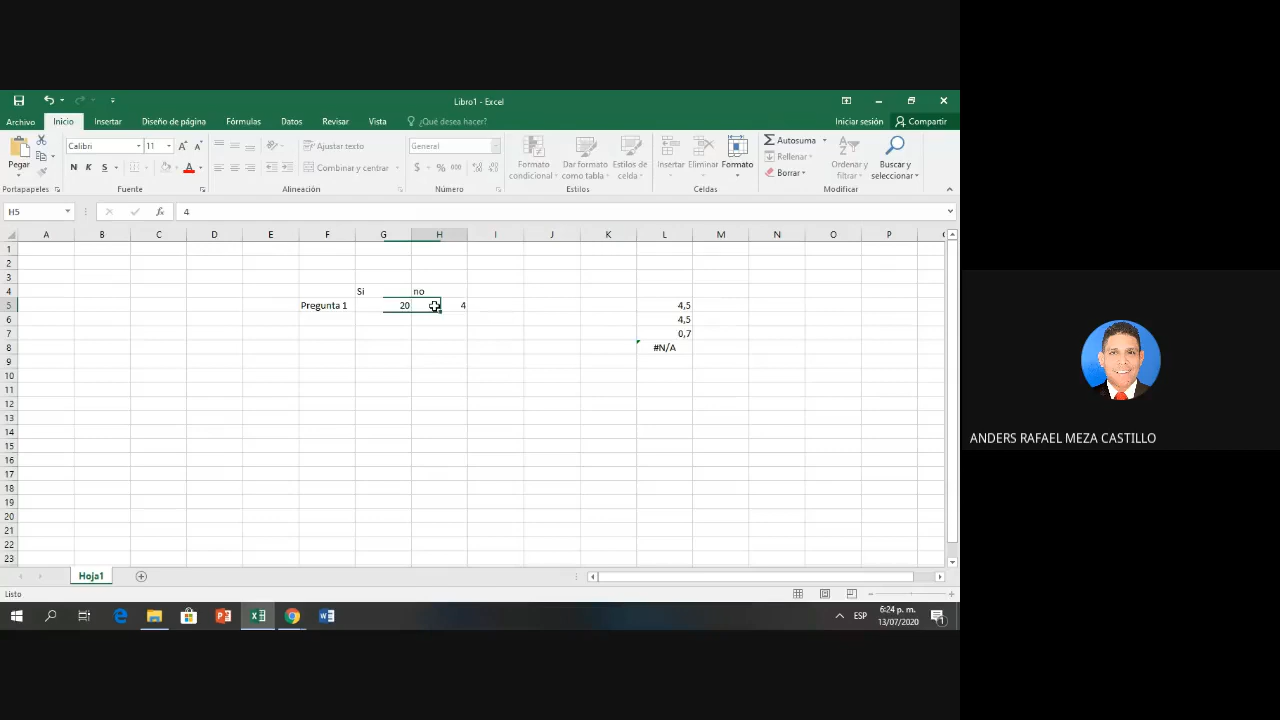 Libro1 - Excel
Archivo Inicio Insertar Diseño de página Fórmulas Datos Revisar Vista ¿Qué desea hacer? Iniciar sesión Compartir
Pegar
Calibri 11
N K S
Ajustar texto
Combinar y centrar
General
$ % 000
Formato condicional
Dar formato como tabla
Estilos de celda
Insertar Eliminar Formato
Autosuma
Rellenar
Borrar
Ordenar y filtrar
Buscar y seleccionar
Portapapeles Fuente Alineación Número Estilos Celdas Modificar
H5 fx 4
A B C D E F G H I J K L M N O P
1
2
3
4 Si no
5 Pregunta 1 20 4 4,5
6 4,5
7 0,7
8 #N/A
9
10
11
12
13
14
15
16
17
18
19
20
21
22
23
Hoja1
Listo
ESP
6:24 p. m.
13/07/2020
ANDERS RAFAEL MEZA CASTILLO